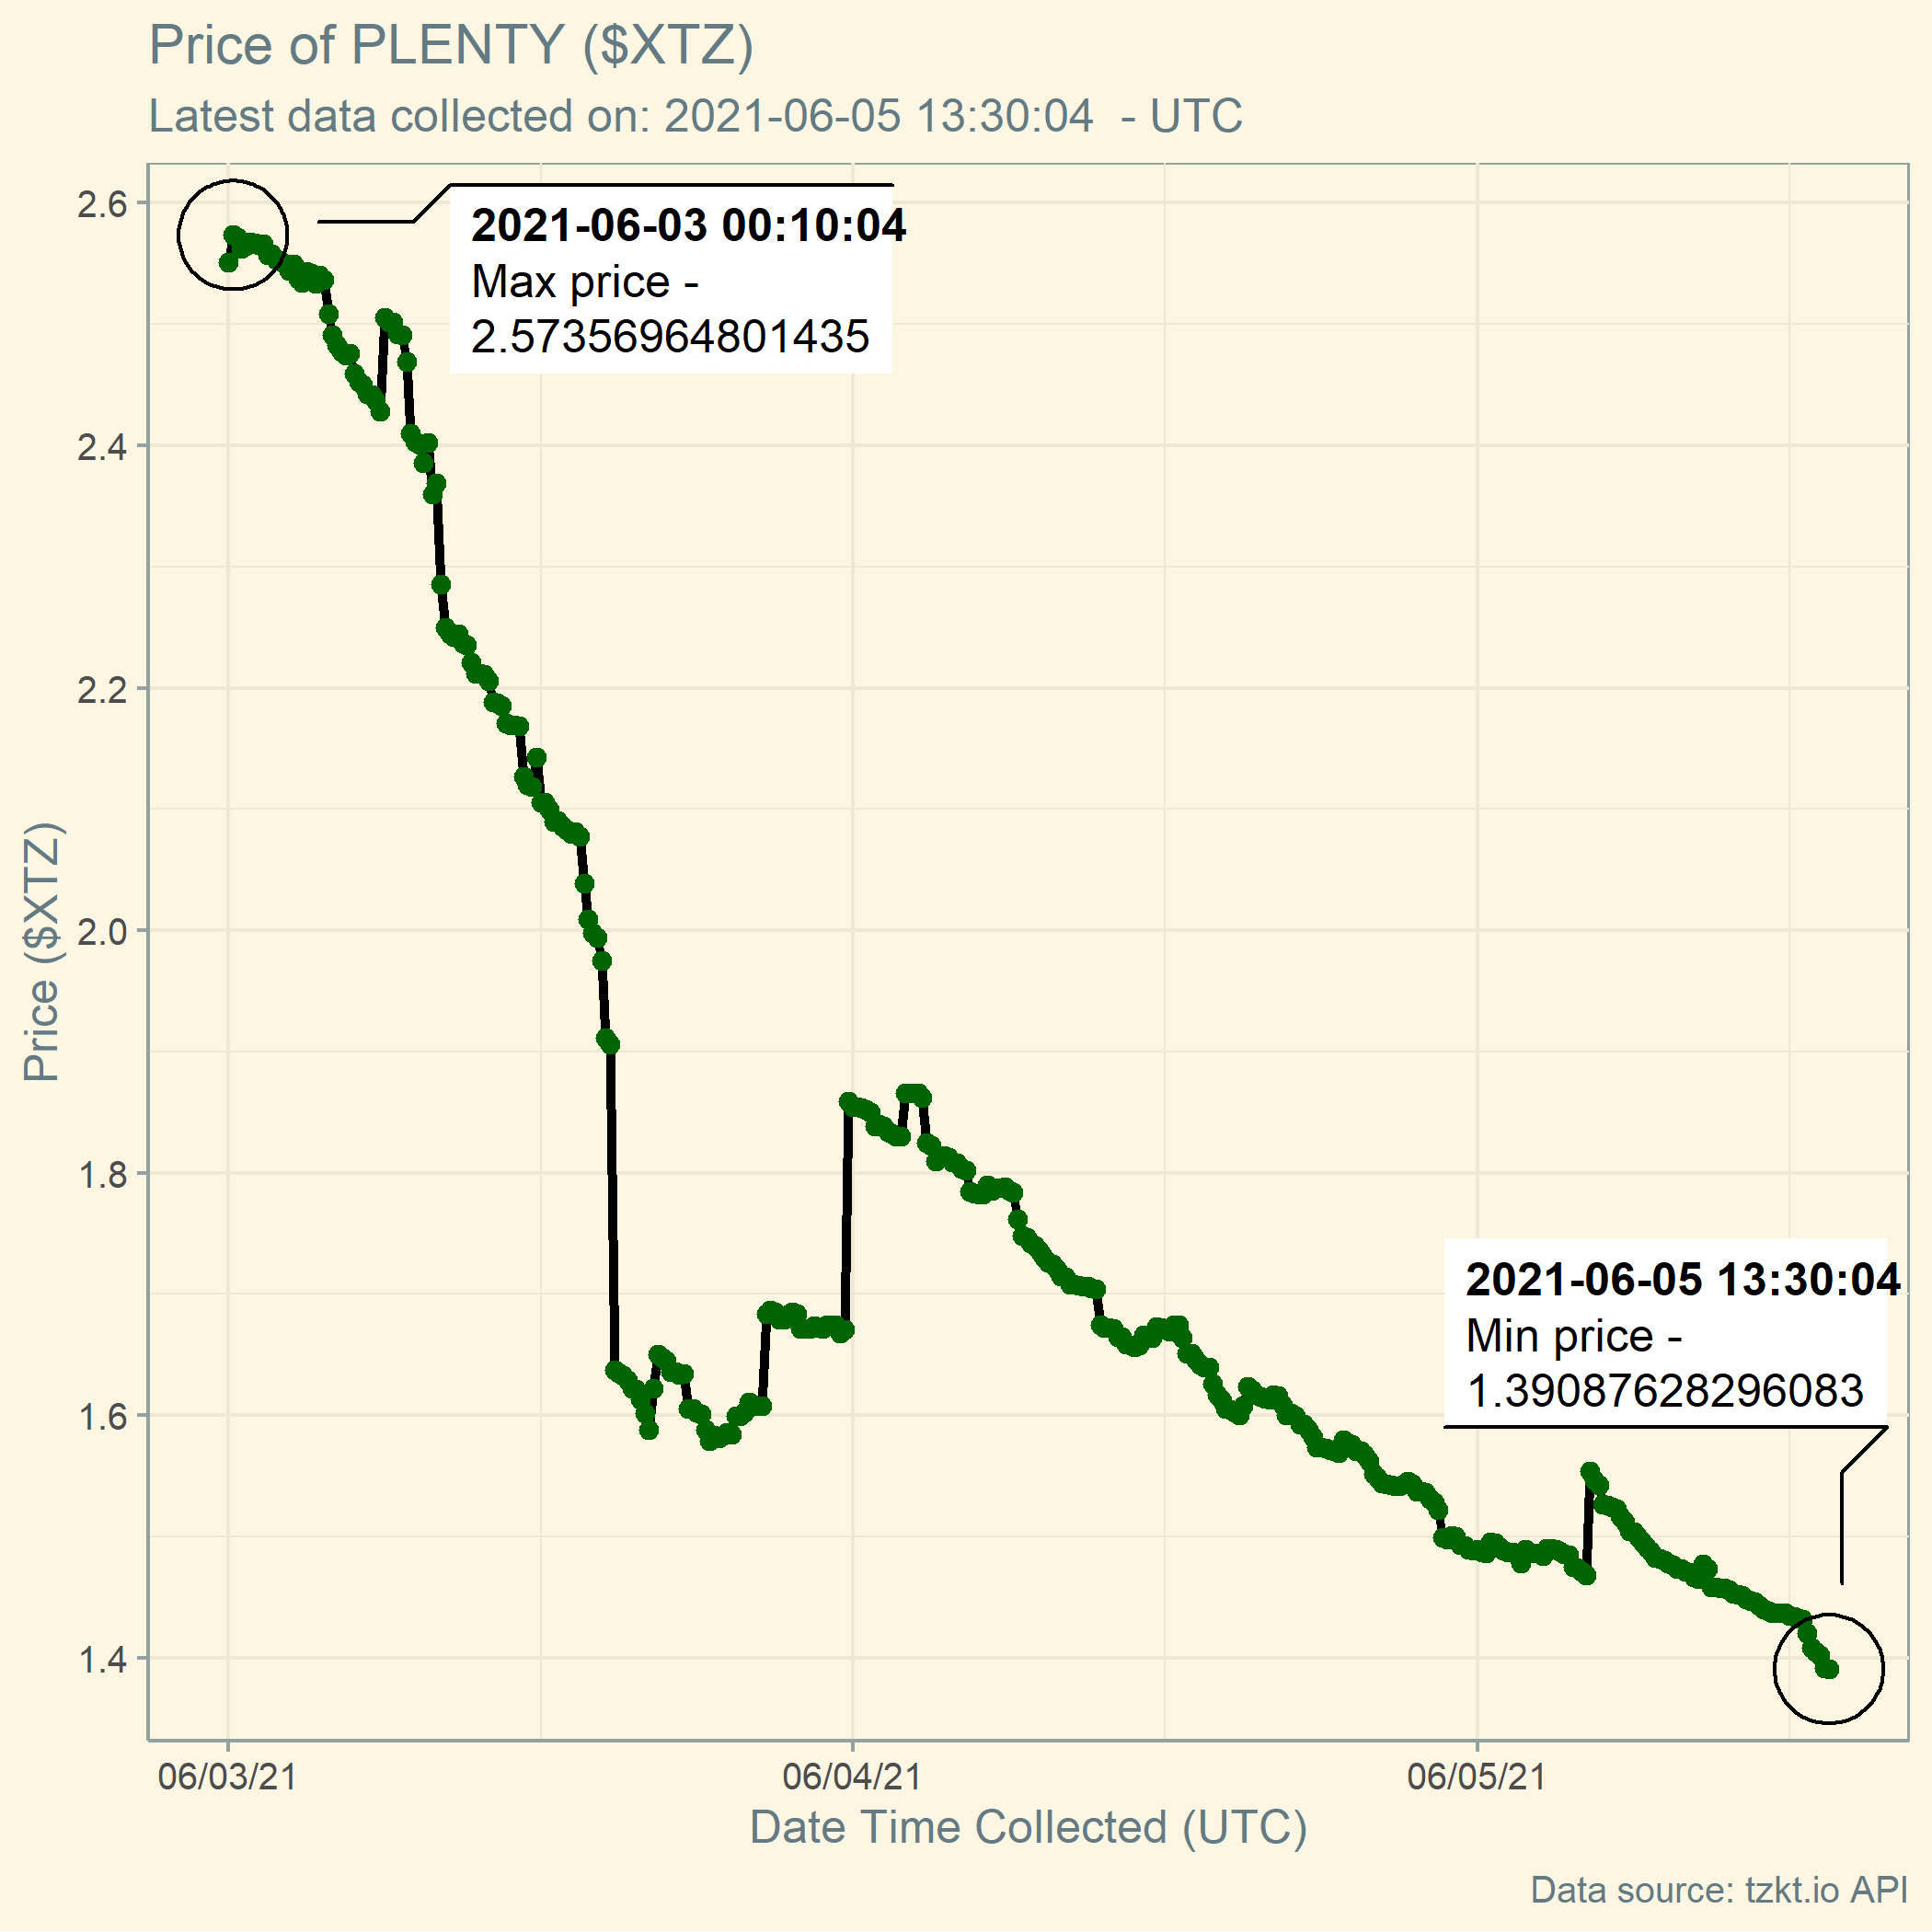 Price of PLENTY ($XTZ)
Latest data collected on: 2021-06-05 13:30:04  - UTC
2021-06-03 00:10:04
Max price -
2.57356964801435
2021-06-05 13:30:04
Min price -
1.39087628296083
Price ($XTZ)
2.6
2.4
2.2
2.0
1.8
1.6
1.4
06/03/21
06/04/21
06/05/21
Date Time Collected (UTC)
Data source: tzkt.io API